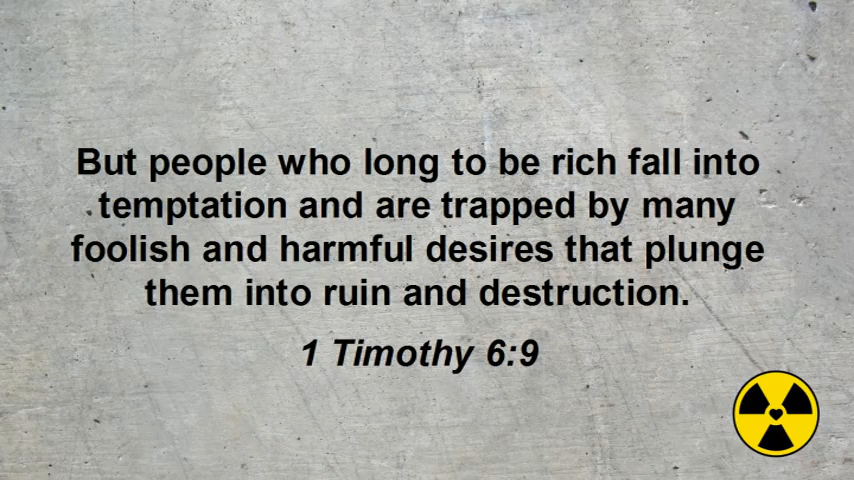 But people who long to be rich fall into
temptation and are trapped by many
foolish and harmful desires that plunge
them into ruin and destruction.
1 Timothy 6:9